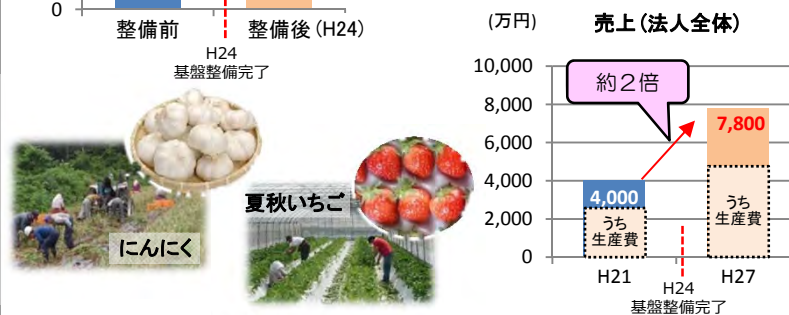 0
整備前
整備後(H24)
H24
基盤整備完了
にんにく
夏秋いちご
(万円)
売上(法人全体)
10,000
8,000
6,000
4,000
2,000
0
約2倍
4,000
うち
生産費
7,800
うち
生産費
H21
H27
H24
基盤整備完了